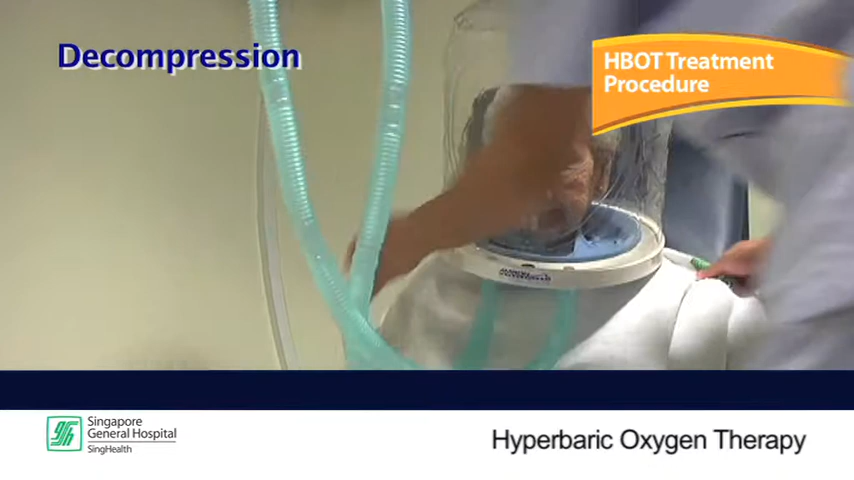 Decompression
HBOT Treatment
Procedure
Singapore
General Hospital
SingHealth
Hyperbaric Oxygen Therapy